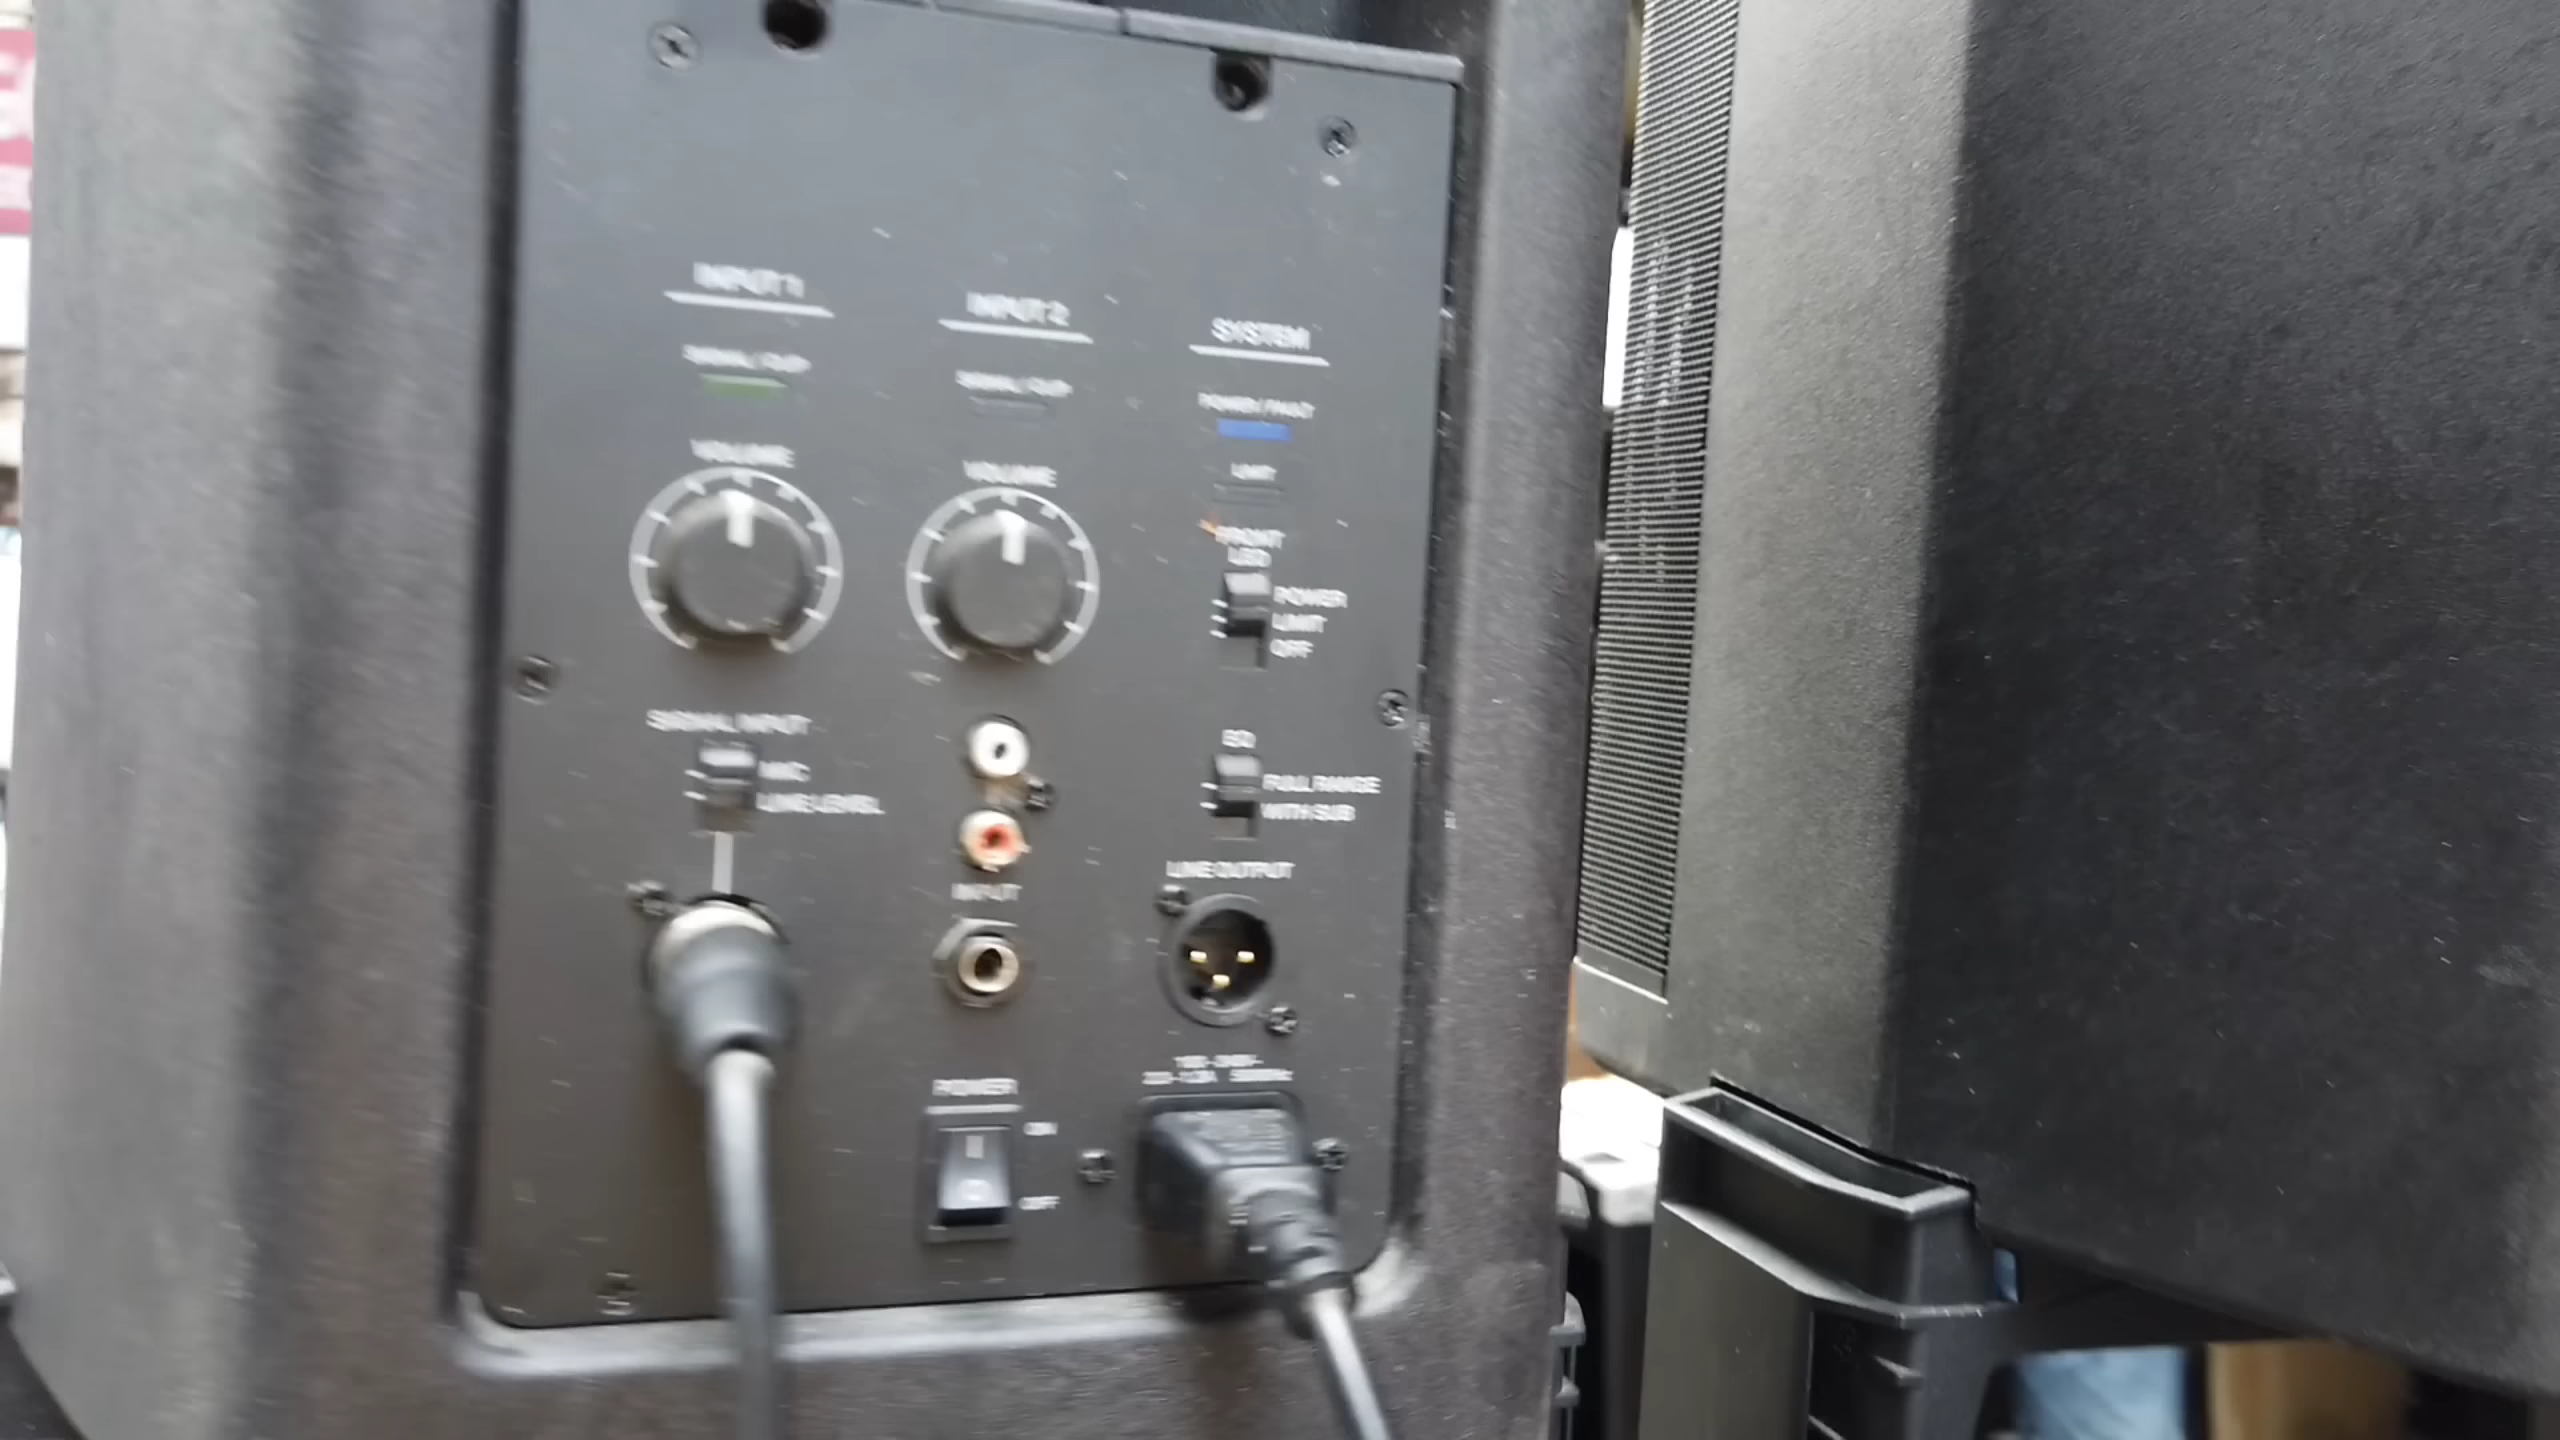 INPUT 1
SIGNAL / CLIP
VOLUME
SIGNAL INPUT
MIC
LINE LEVEL
INPUT 2
SIGNAL / CLIP
VOLUME
INPUT
POWER
ON
OFF
SYSTEM
POWER / FAULT
LIMIT
FRONT
LED
POWER
LIMIT
OFF
EQ
FULL RANGE
WITH SUB
LINE OUTPUT